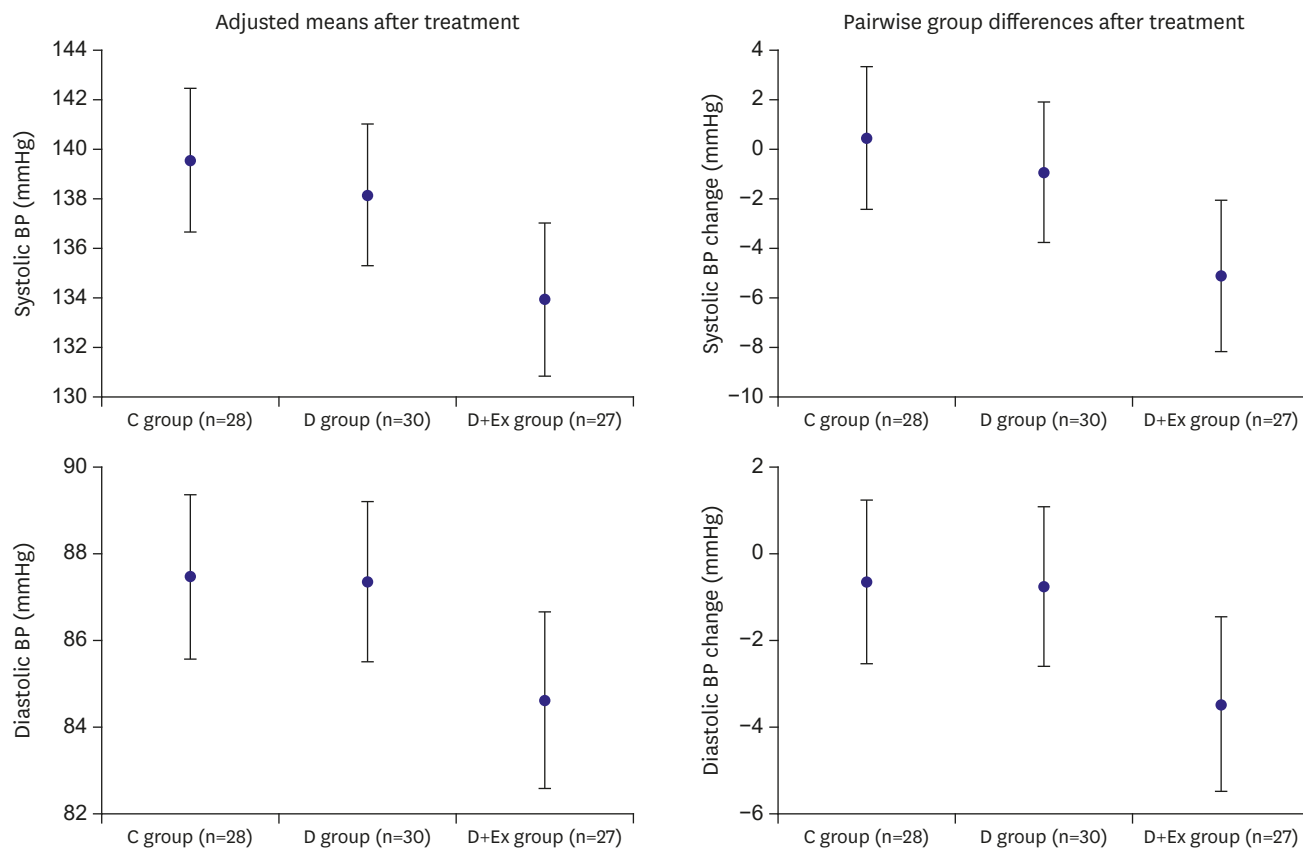 Adjusted means after treatment
Systolic BP (mmHg)
144
142
140
138
136
134
132
130
C group (n=28) D group (n=30) D+Ex group (n=27)
Pairwise group differences after treatment
Systolic BP change (mmHg)
4
2
0
−2
−4
−6
−8
−10
C group (n=28) D group (n=30) D+Ex group (n=27)
Diastolic BP (mmHg)
90
88
86
84
82
C group (n=28) D group (n=30) D+Ex group (n=27)
Diastolic BP change (mmHg)
2
0
−2
−4
−6
C group (n=28) D group (n=30) D+Ex group (n=27)